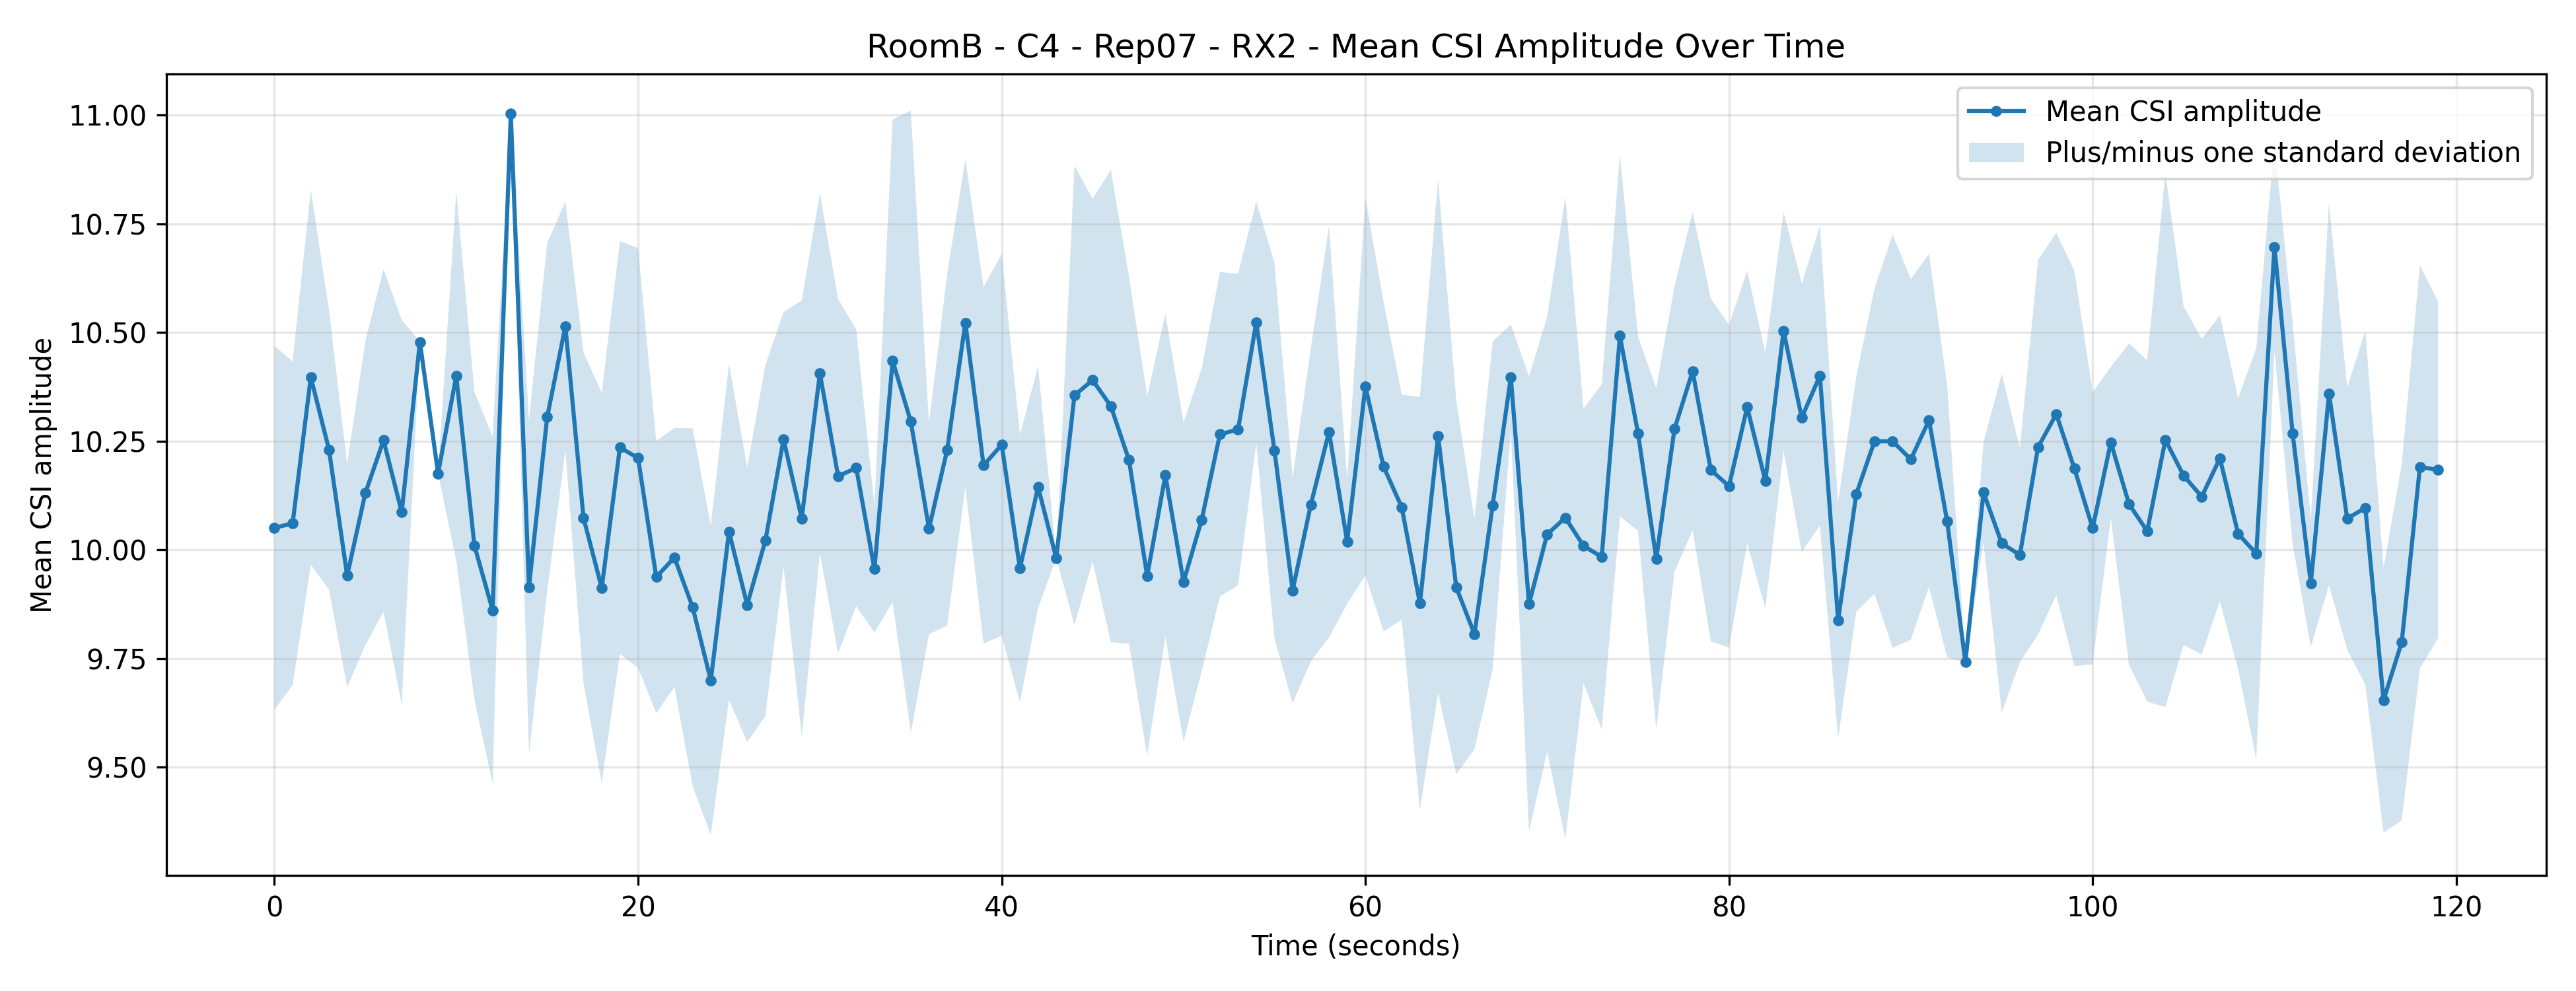 RoomB - C4 - Rep07 - RX2 - Mean CSI Amplitude Over Time
Mean CSI amplitude
Plus/minus one standard deviation
Mean CSI amplitude
11.00
10.75
10.50
10.25
10.00
9.75
9.50
0 20 40 60 80 100 120
Time (seconds)